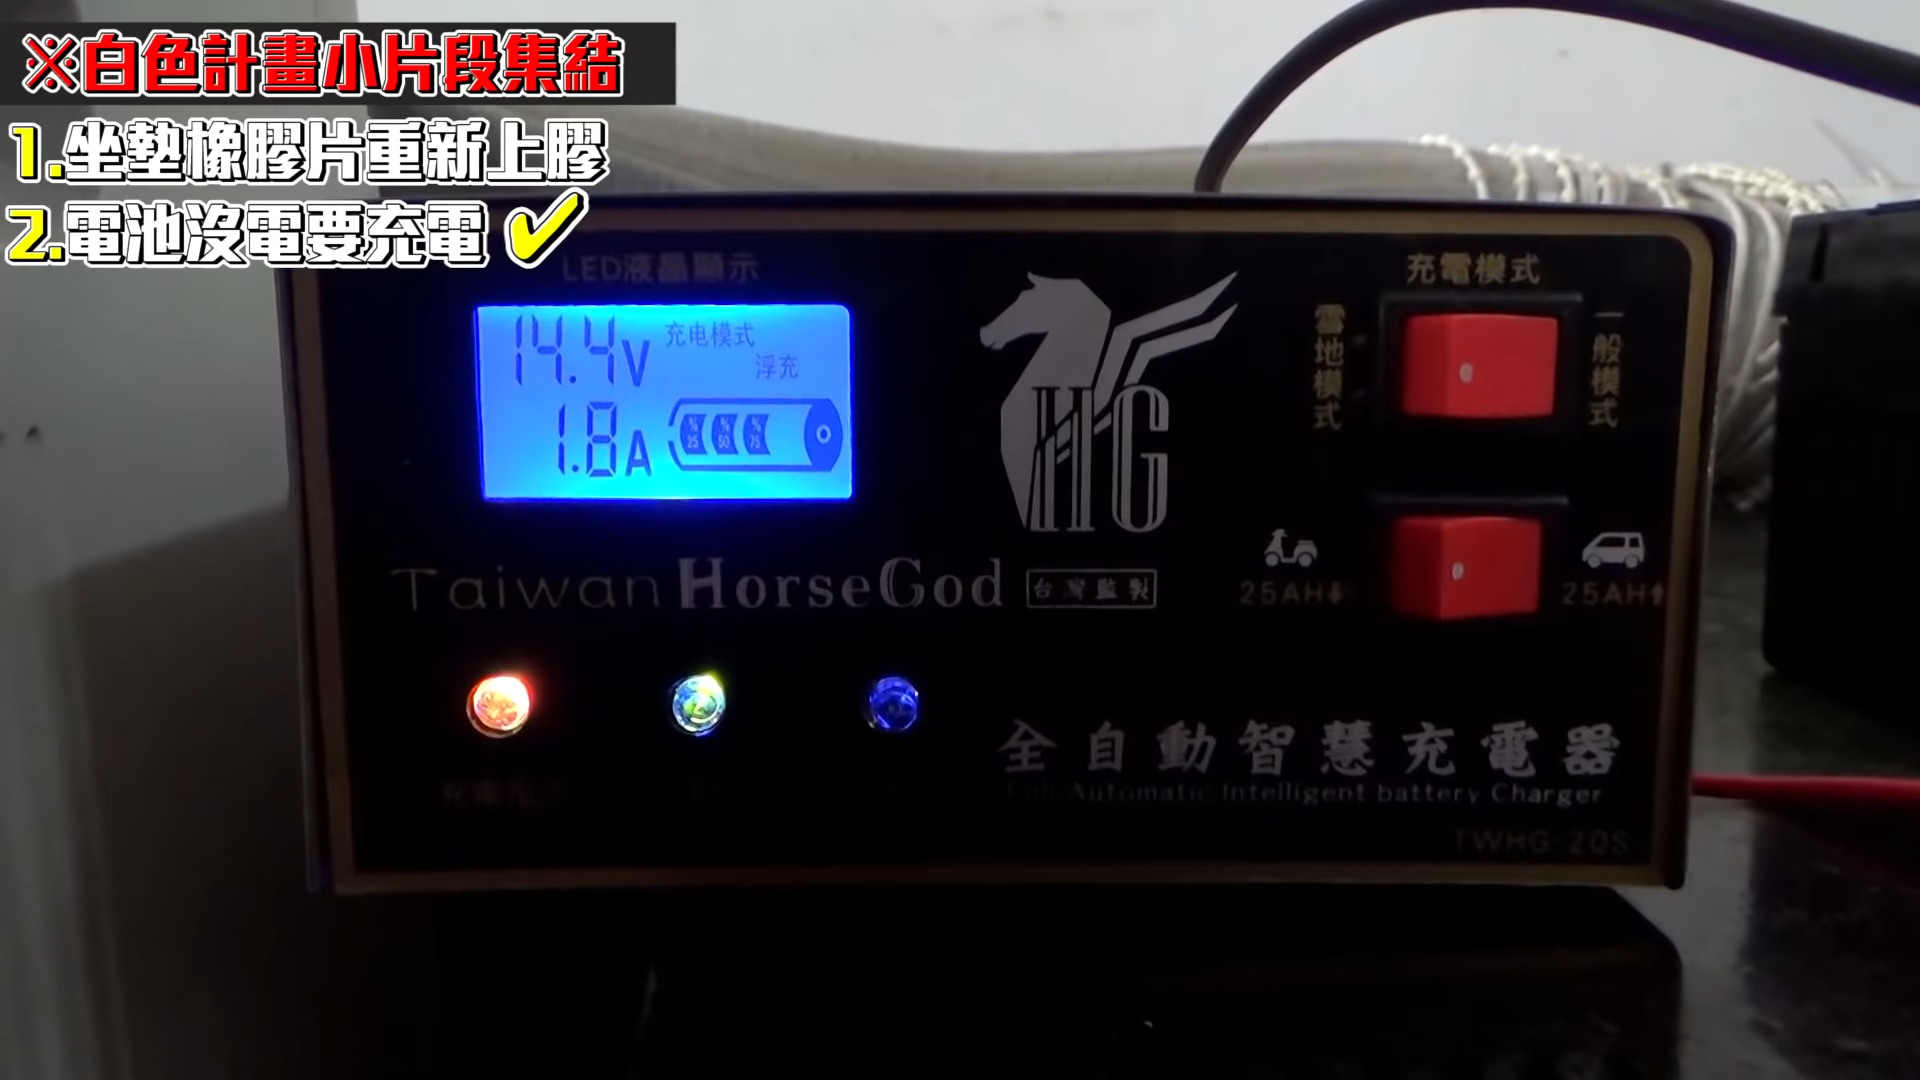 ※白色計畫小片段集結
1.坐墊橡膠片重新上膠
2.電池沒電要充電
LED液晶顯示
充電模式
14.4V
充电模式
浮充
1.8A
%25 %50 %75
雪地模式
一般模式
HG
Taiwan HorseGod 台灣監製
25AH↓
25AH↑
全自動智慧充電器
Automatic Intelligent battery Charger
TWHG-20S